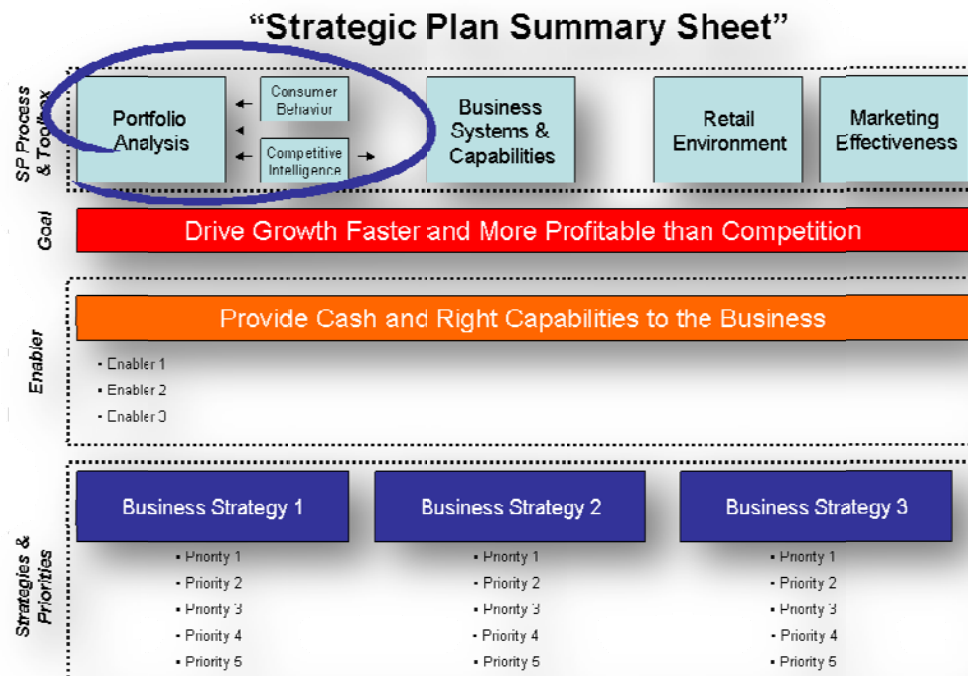 “Strategic Plan Summary Sheet”
SP Process
& Toolbox
Portfolio
Analysis
Consumer
Behavior
Competitive
Intelligence
Business
Systems &
Capabilities
Retail
Environment
Marketing
Effectiveness
Goal
Drive Growth Faster and More Profitable than Competition
Enabler
Provide Cash and Right Capabilities to the Business
▪ Enabler 1
▪ Enabler 2
▪ Enabler 3
Strategies &
Priorities
Business Strategy 1
▪ Priority 1
▪ Priority 2
▪ Priority 3
▪ Priority 4
▪ Priority 5
Business Strategy 2
▪ Priority 1
▪ Priority 2
▪ Priority 3
▪ Priority 4
▪ Priority 5
Business Strategy 3
▪ Priority 1
▪ Priority 2
▪ Priority 3
▪ Priority 4
▪ Priority 5